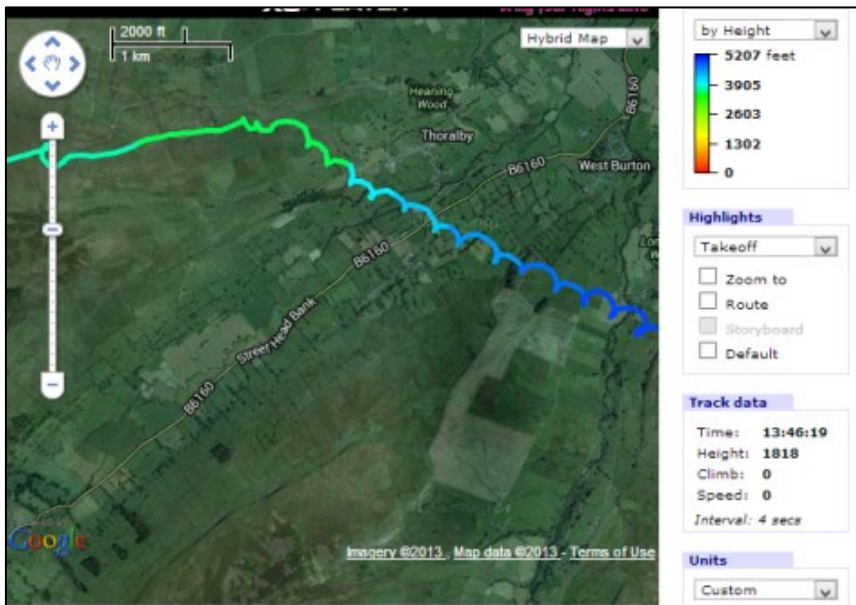 2000 ft
1 km
Hybrid Map
Heaning
Wood
Thoralby
B6160
B6160
West Burton
B6160
Street Head Bank
B6160
Google
Imagery ©2013 , Map data ©2013 - Terms of Use
by Height
5207 feet
3905
2603
1302
0
Highlights
Takeoff
Zoom to
Route
Storyboard
Default
Track data
Time: 13:46:19
Height: 1818
Climb: 0
Speed: 0
Interval: 4 secs
Units
Custom